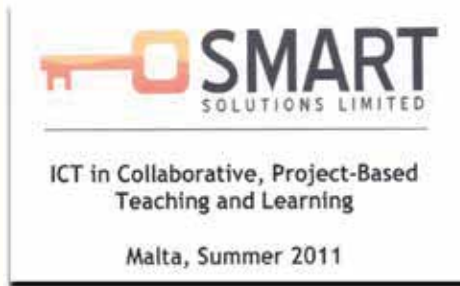 SMART
SOLUTIONS LIMITED
ICT in Collaborative, Project-Based
Teaching and Learning
Malta, Summer 2011